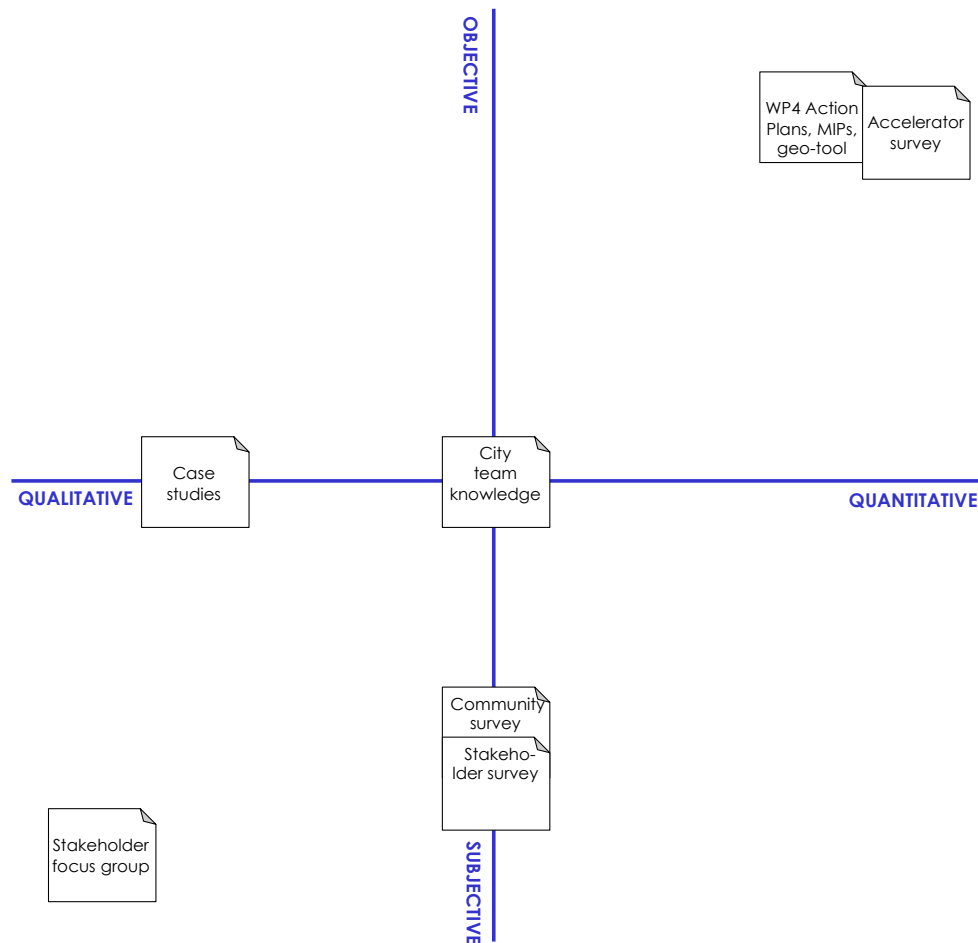 OBJECTIVE
WP4 Action
Plans, MIPs,
geo-tool
Accelerator
survey
Case
studies
City
team
knowledge
QUALITATIVE
QUANTITATIVE
Community
survey
Stakeho-
lder survey
Stakeholder
focus group
SUBJECTIVE